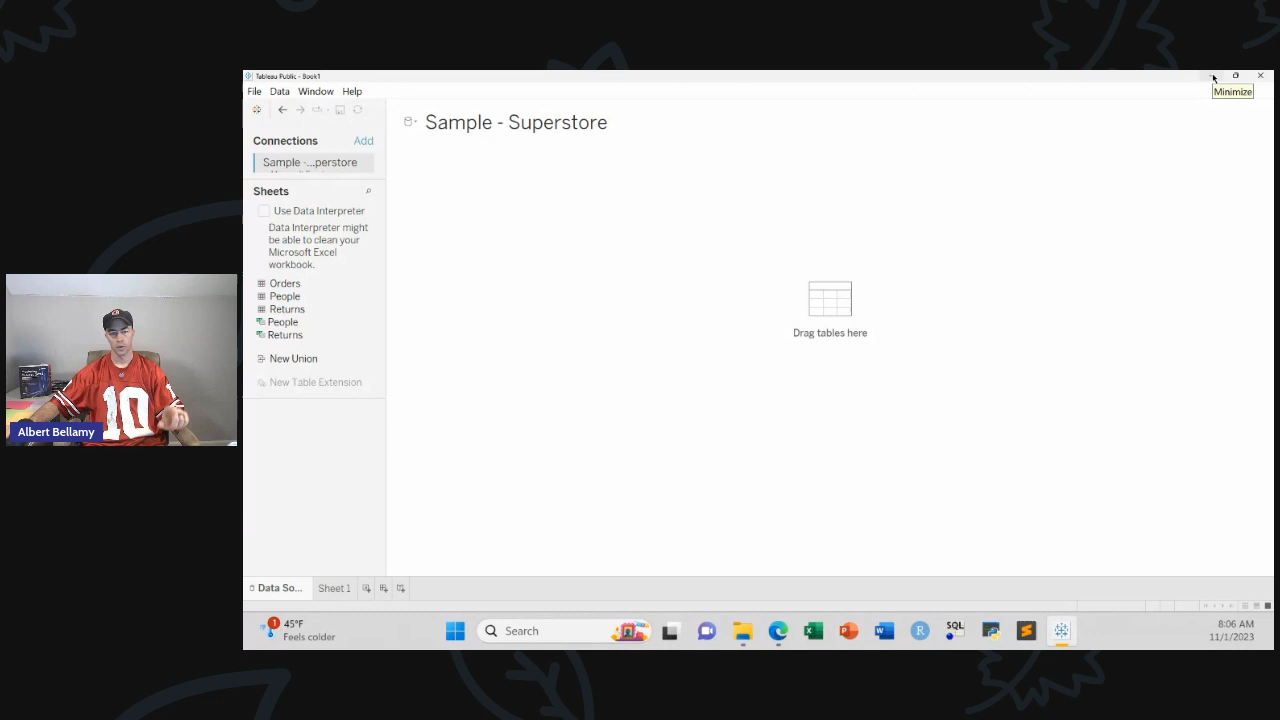 Tableau Public - Book1
File Data Window Help
Minimize
Connections Add
Sample -...perstore
Sample - Superstore
Sheets
Use Data Interpreter
Data Interpreter might
be able to clean your
Microsoft Excel
workbook.
Orders
People
Returns
People
Returns
New Union
New Table Extension
Drag tables here
10
Albert Bellamy
Data So...
Sheet 1
1
45°F
Feels colder
Search
SQL
8:06 AM
11/1/2023